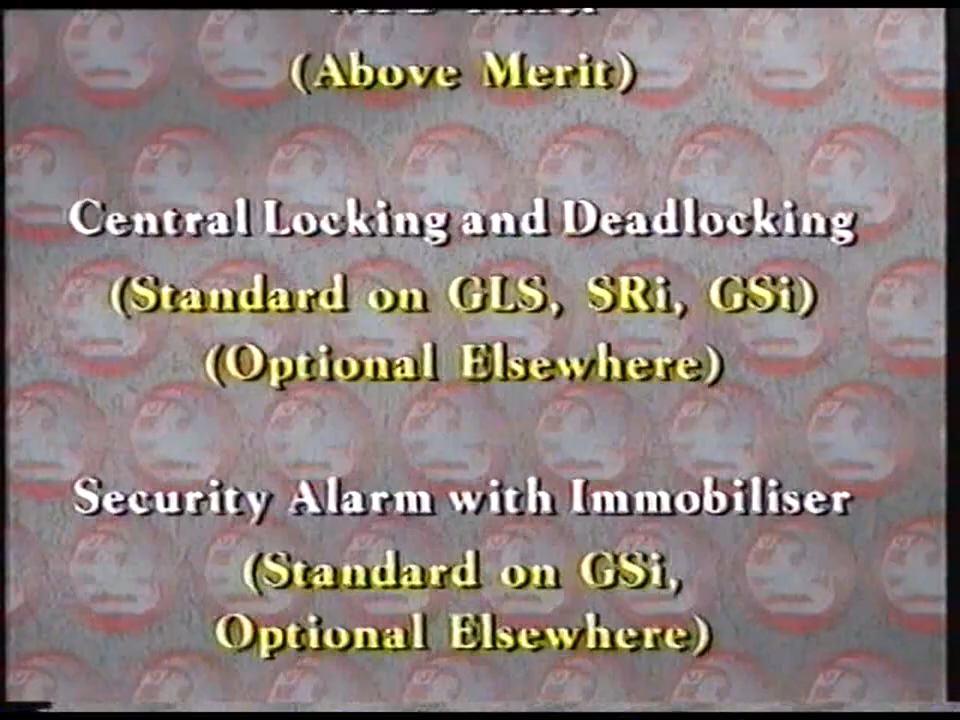 (Above Merit)
Central Locking and Deadlocking
(Standard on GLS, SRi, GSi)
(Optional Elsewhere)
Security Alarm with Immobiliser
(Standard on GSi,
Optional Elsewhere)